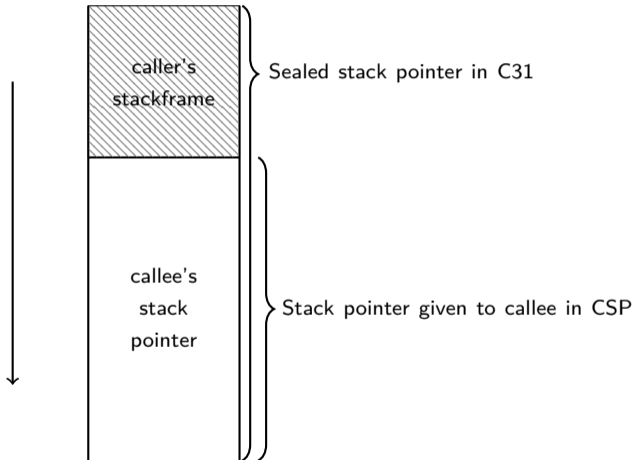 caller's
stackframe
Sealed stack pointer in C31
callee's
stack
pointer
Stack pointer given to callee in CSP